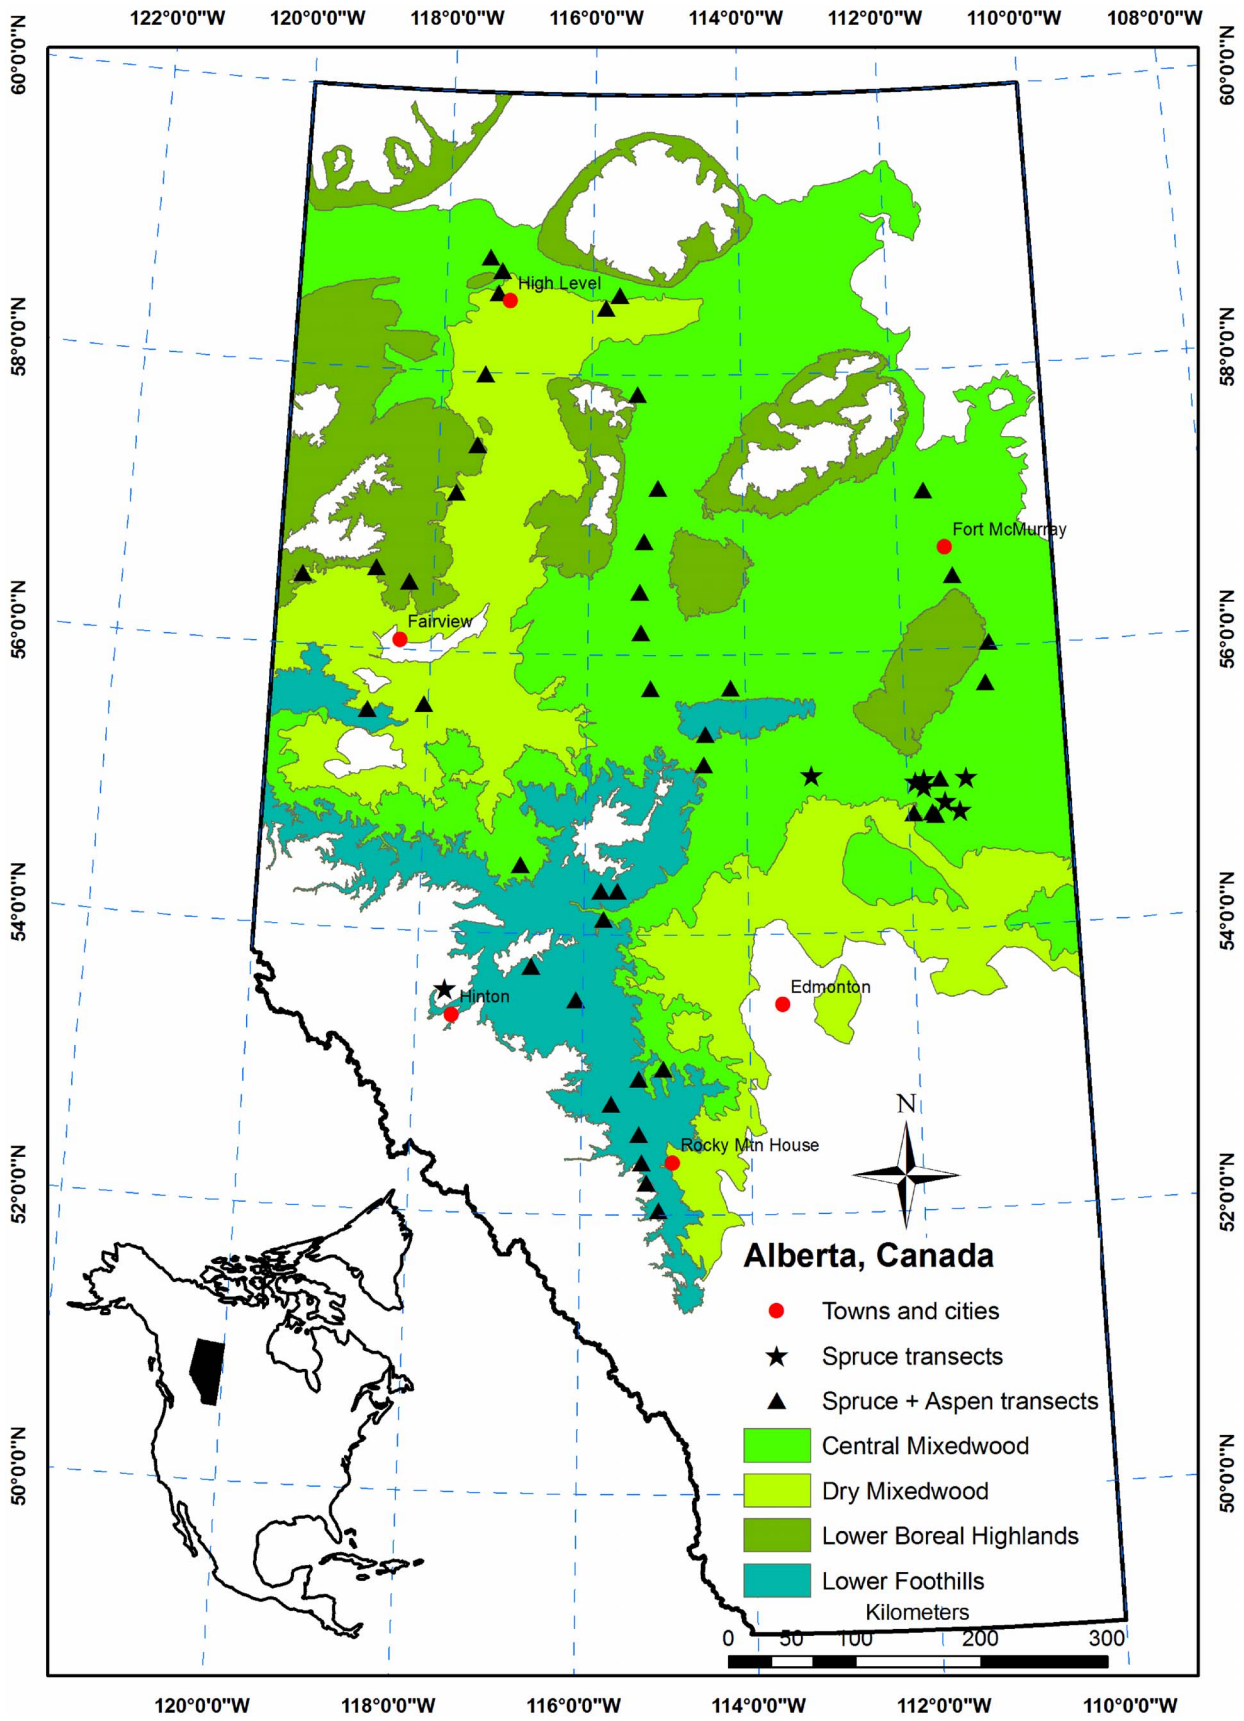 122°0'0"W 120°0'0"W 118°0'0"W 116°0'0"W 114°0'0"W 112°0'0"W 110°0'0"W 108°0'0"W
60°0'0"N
60°0'0"N
High Level
58°0'0"N
58°0'0"N
Fort McMurray
56°0'0"N
56°0'0"N
Fairview
54°0'0"N
54°0'0"N
Edmonton
Hinton
N
Rocky Mtn House
52°0'0"N
52°0'0"N
Alberta, Canada
Towns and cities
Spruce transects
Spruce + Aspen transects
Central Mixedwood
50°0'0"N
50°0'0"N
Dry Mixedwood
Lower Boreal Highlands
Lower Foothills
Kilometers
0 50 100 200 300
120°0'0"W 118°0'0"W 116°0'0"W 114°0'0"W 112°0'0"W 110°0'0"W